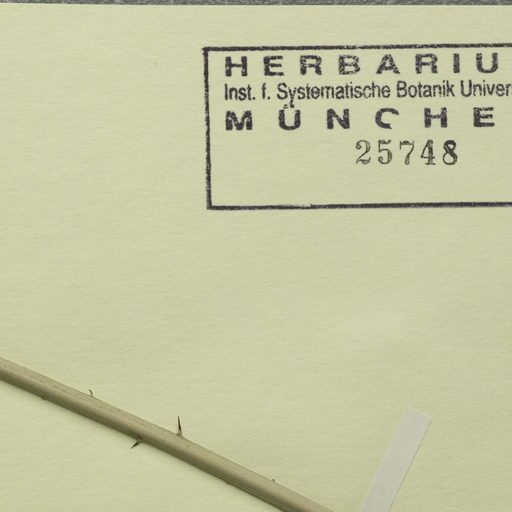 HERBARIU
Inst. f. Systematische Botanik Univer
MÜNCHE
25748